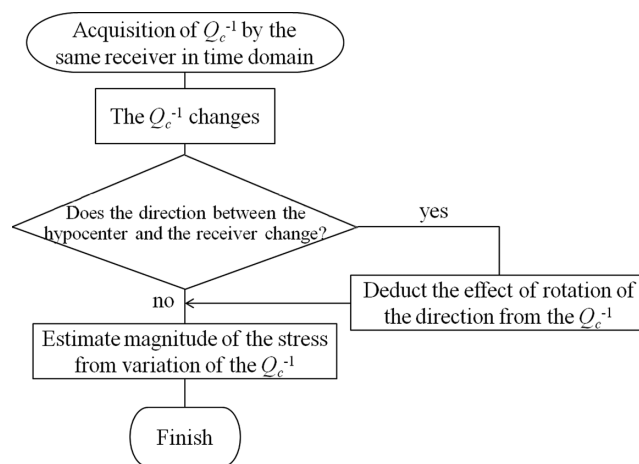 Acquisition of Qc⁻¹ by the
same receiver in time domain
The Qc⁻¹ changes
Does the direction between the
hypocenter and the receiver change?
yes
no
Deduct the effect of rotation of
the direction from the Qc⁻¹
Estimate magnitude of the stress
from variation of the Qc⁻¹
Finish